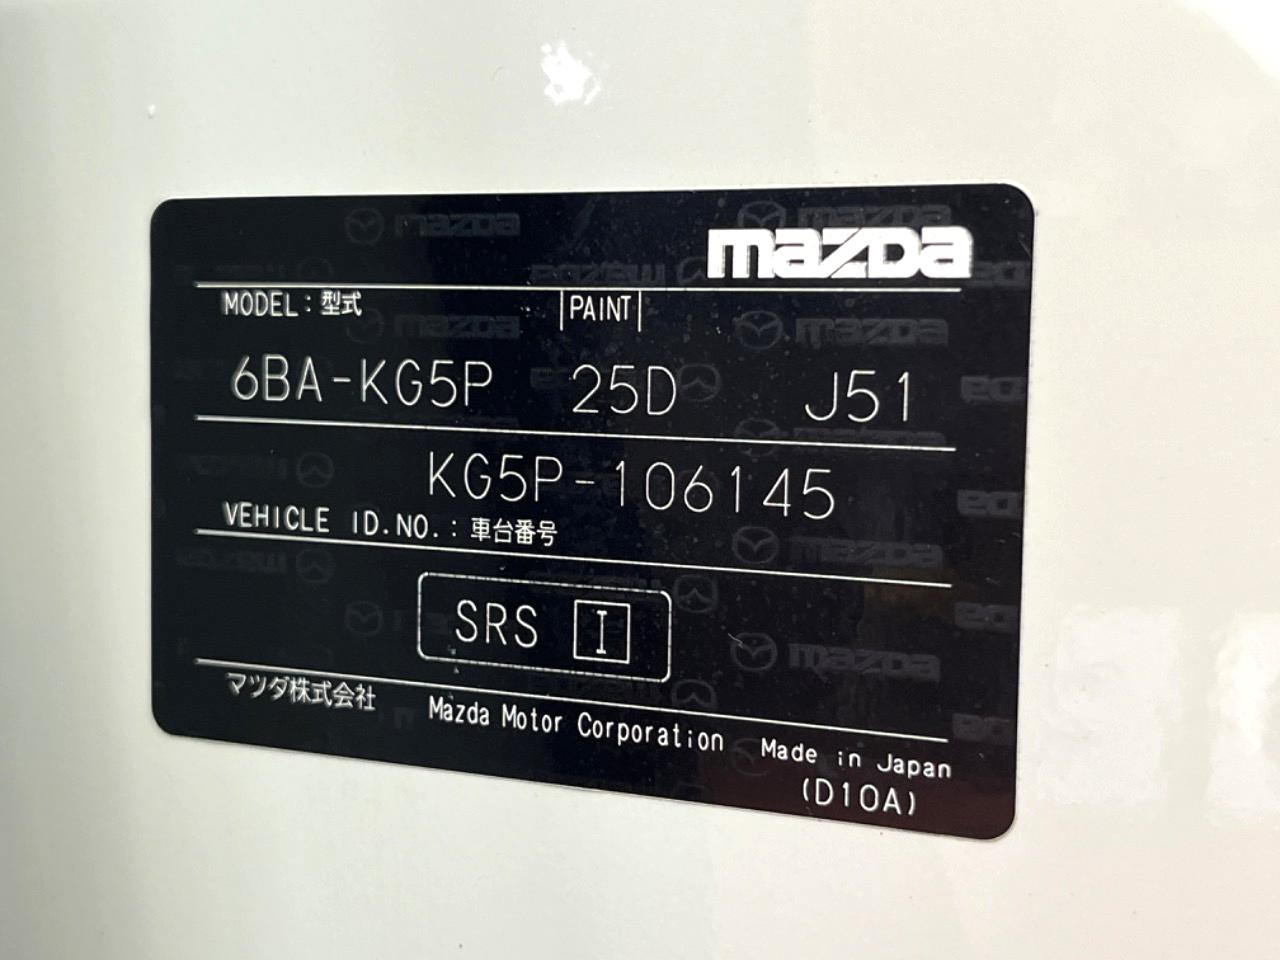 mazda
MODEL : 型式 PAINT
6BA-KG5P 25D J51
KG5P-106145
VEHICLE ID.NO. : 車台番号
SRS I
マツダ株式会社 Mazda Motor Corporation Made in Japan
(D10A)